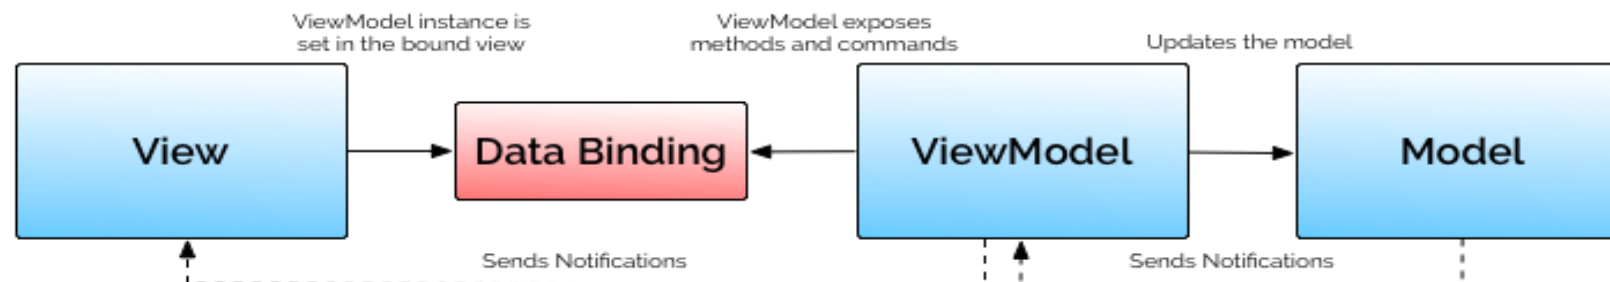 ViewModel instance is
set in the bound view
ViewModel exposes
methods and commands
Updates the model
View
Data Binding
ViewModel
Model
Sends Notifications
Sends Notifications